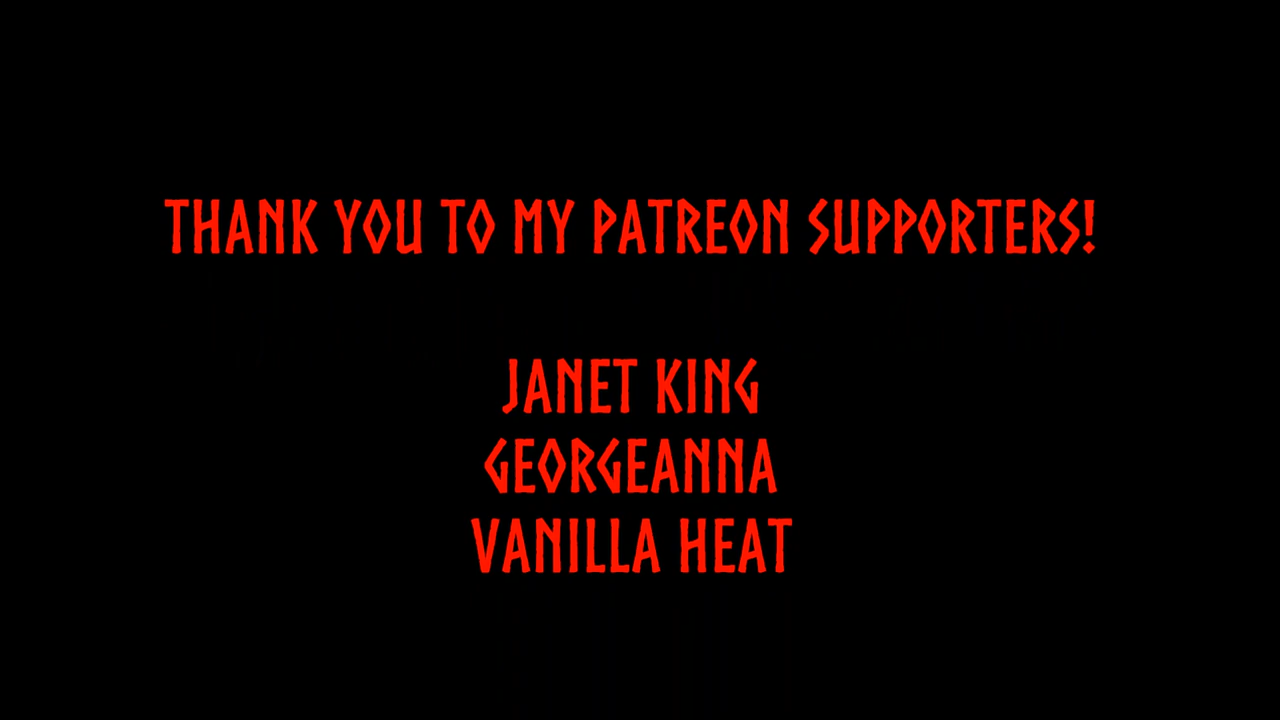 THANK YOU TO MY PATREON SUPPORTERS!
JANET KING
GEORGEANNA
VANILLA HEAT